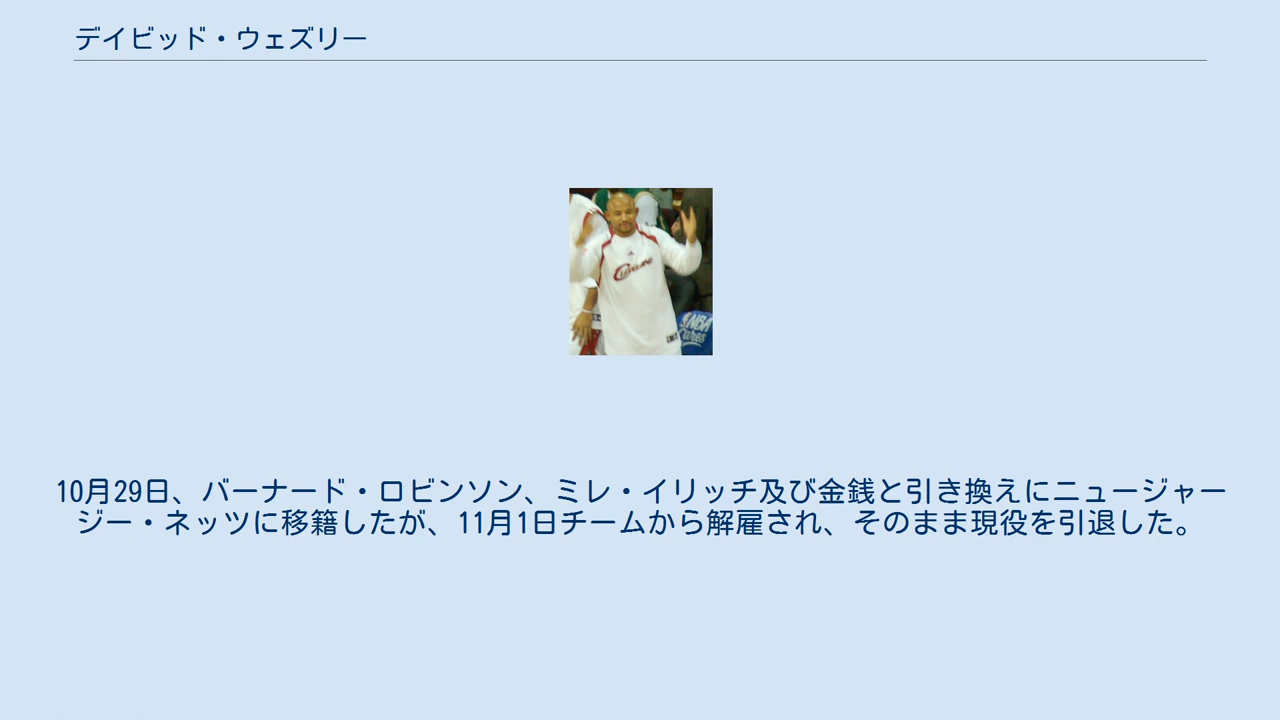 デイビッド・ウェズリー
NBA
Cares
10月29日、バーナード・ロビンソン、ミレ・イリッチ及び金銭と引き換えにニュージャー
ジー・ネッツに移籍したが、11月1日チームから解雇され、そのまま現役を引退した。